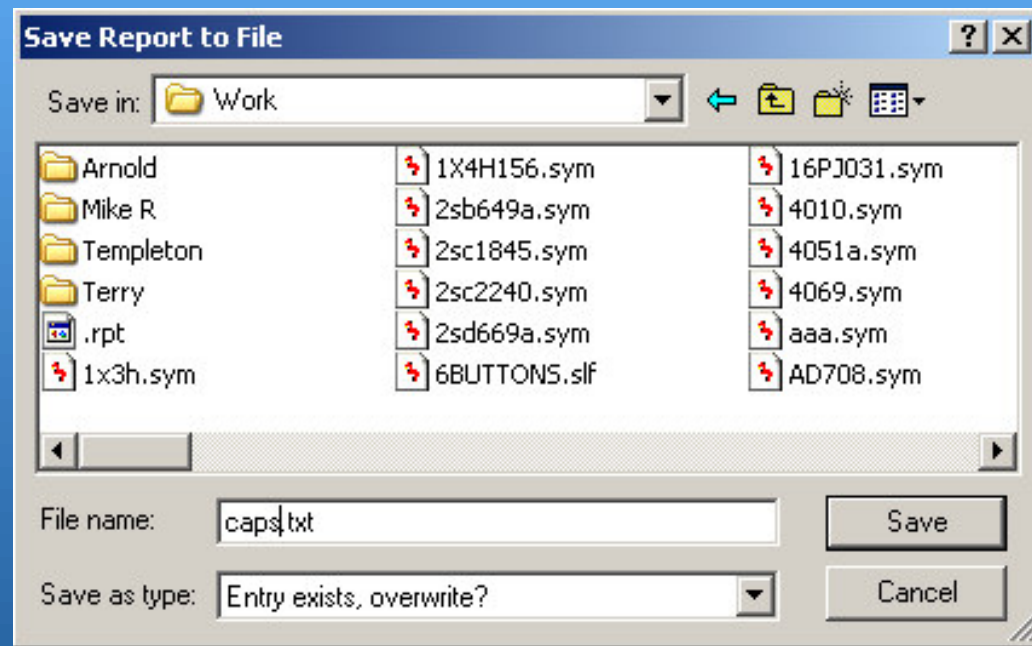 Save Report to File
Save in: Work
Arnold 1X4H156.sym 16PJ031.sym
Mike R 2sb649a.sym 4010.sym
Templeton 2sc1845.sym 4051a.sym
Terry 2sc2240.sym 4069.sym
.rpt 2sd669a.sym aaa.sym
1x3h.sym 6BUTTONS.slf AD708.sym
File name: caps.txt Save
Save as type: Entry exists, overwrite? Cancel